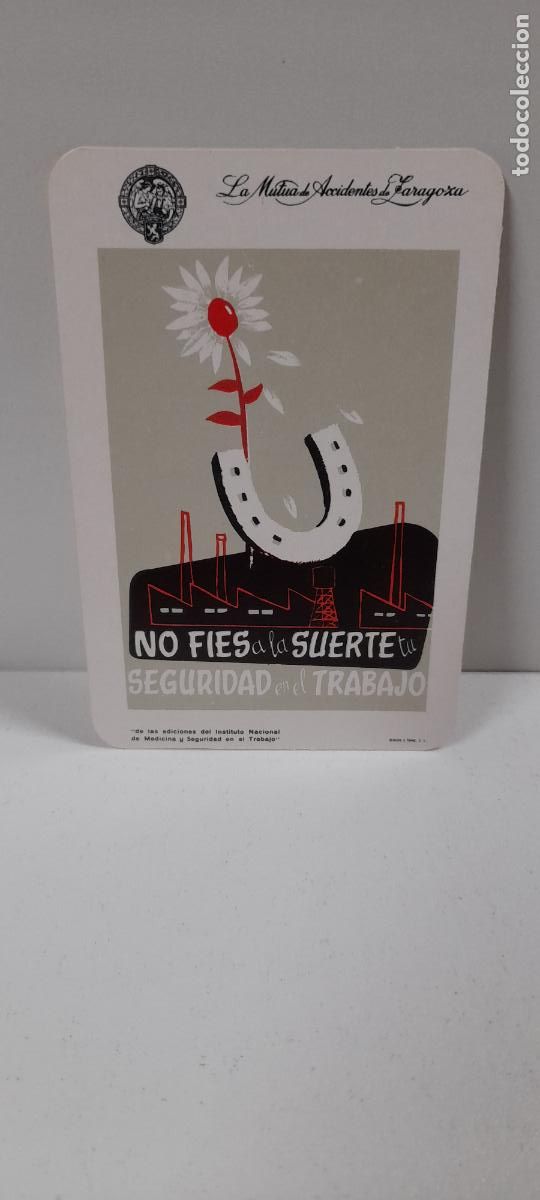 todocoleccion
La Mutua de Accidentes de Zaragoza
NO FIES a la SUERTE tu
SEGURIDAD en el TRABAJO
"de las ediciones del Instituto Nacional
de Medicina y Seguridad en el Trabajo"